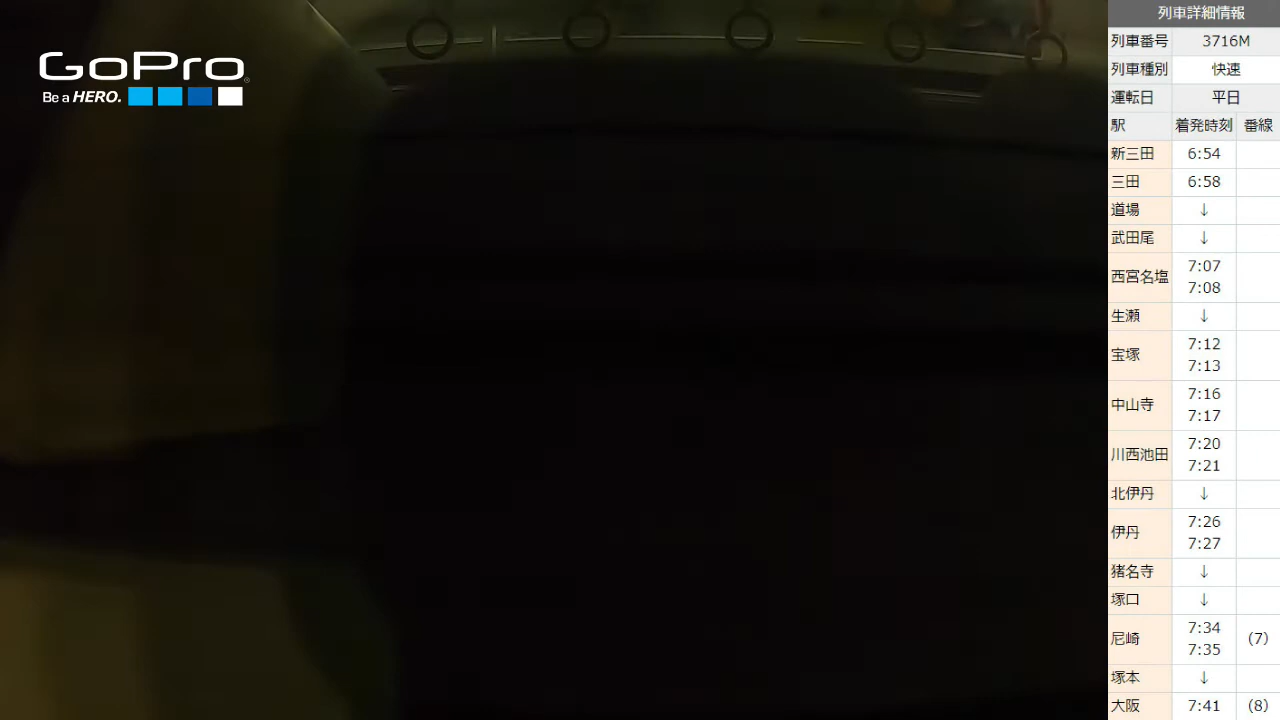 GoPro
Be a HERO.
列車詳細情報
列車番号 3716M
列車種別 快速
運転日 平日
駅 着発時刻 番線
新三田 6:54
三田 6:58
道場 ↓
武田尾 ↓
西宮名塩 7:07
7:08
生瀬 ↓
宝塚 7:12
7:13
中山寺 7:16
7:17
川西池田 7:20
7:21
北伊丹 ↓
伊丹 7:26
7:27
猪名寺 ↓
塚口 ↓
尼崎 7:34 (7)
7:35
塚本 ↓
大阪 7:41 (8)